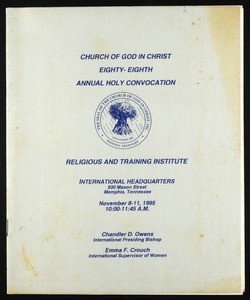 CHURCH OF GOD IN CHRIST
EIGHTY- EIGHTH
ANNUAL HOLY CONVOCATION
RELIGIOUS AND TRAINING INSTITUTE
INTERNATIONAL HEADQUARTERS
930 Mason Street
Memphis, Tennessee
November 8-11, 1995
10:00-11:45 A.M.
Chandler D. Owens
International Presiding Bishop
Emma F. Crouch
International Supervisor of Women